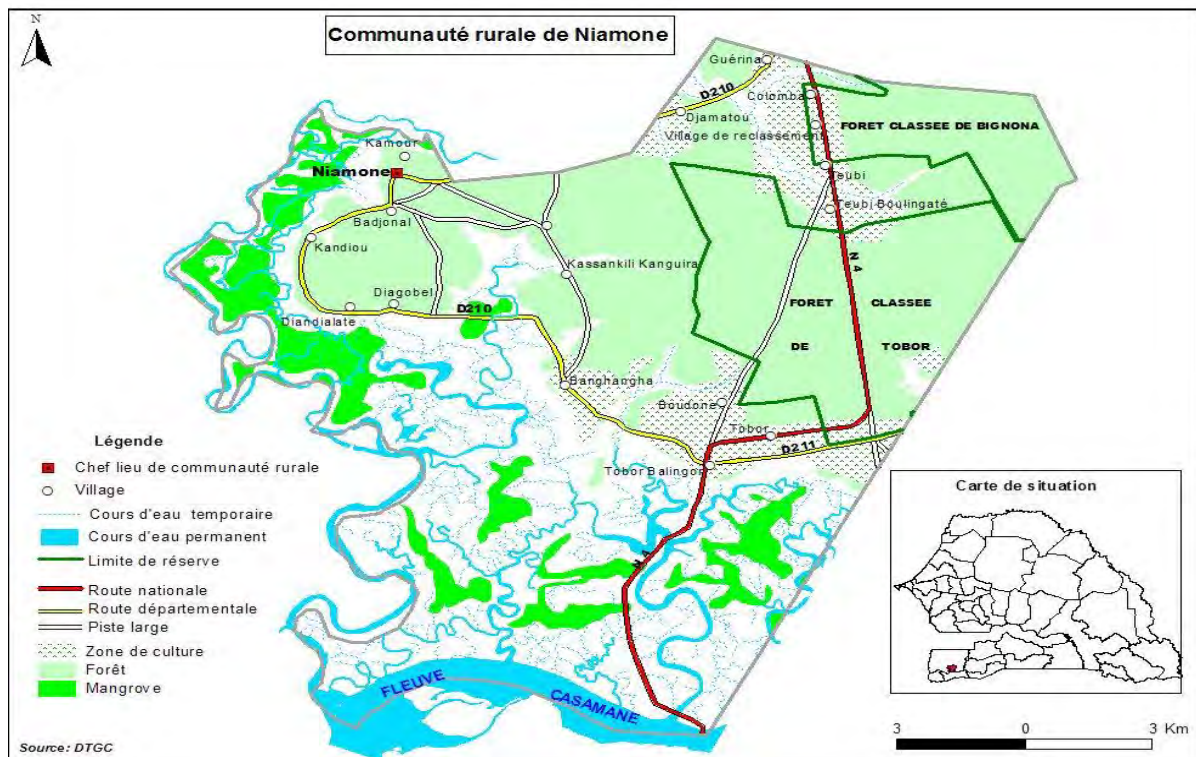 N
Communauté rurale de Niamone
Guérina
D210
Colomba
Djamatou
Village de reclassement
FORET CLASSEE DE BIGNONA
Kamour
Niamone
Teubi
Badjonal
Teubi Boulingaté
Kandiou
N 4
Kassankili Kanguira
Diagobel
FORET CLASSEE
D210
Diandialate
DE TOBOR
Banghangha
Boudone
Tobor
D211
Tobor Balingor
N 4
Légende
Chef lieu de communauté rurale
Village
Cours d'eau temporaire
Cours d'eau permanent
Limite de réserve
Route nationale
Route départementale
Piste large
Zone de culture
Forêt
Mangrove
Carte de situation
FLEUVE CASAMANE
3 0 3 Km
Source: DTGC